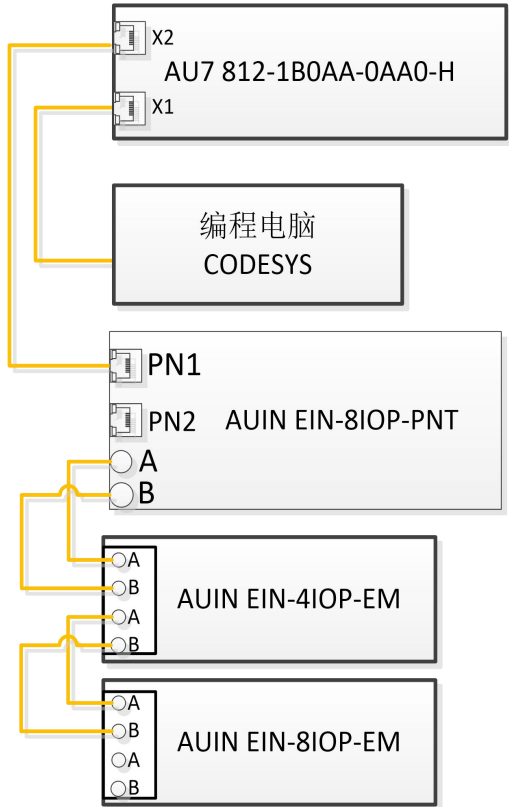 X2
AU7 812-1B0AA-0AA0-H
X1
编程电脑
CODESYS
PN1
PN2
AUIN EIN-8IOP-PNT
A
B
A
B
AUIN EIN-4IOP-EM
A
B
A
B
AUIN EIN-8IOP-EM
A
B